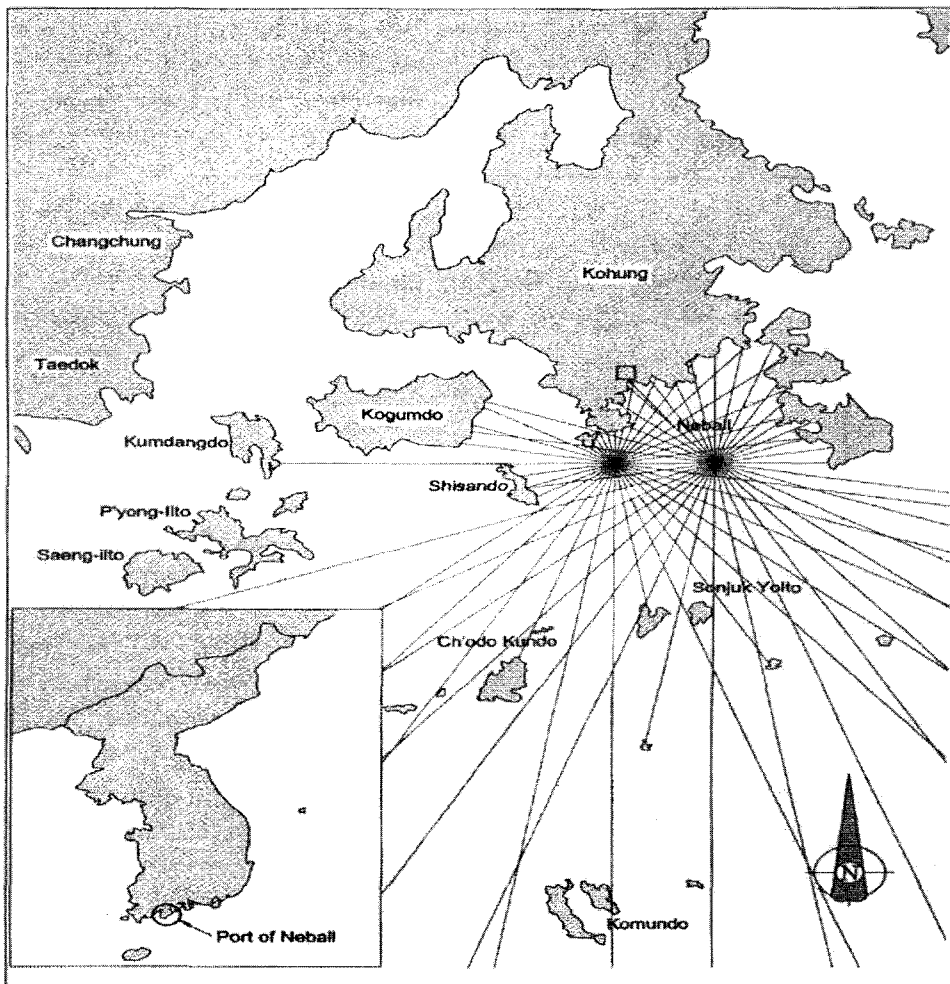 Changchung
Kohung
Taedok
Kogumdo
Neball
Kumdangdo
Shisando
P'yong-Ilto
Saeng-ilto
Sonjuk Yolto
Ch'odo Kundo
N
Komundo
Port of Neball